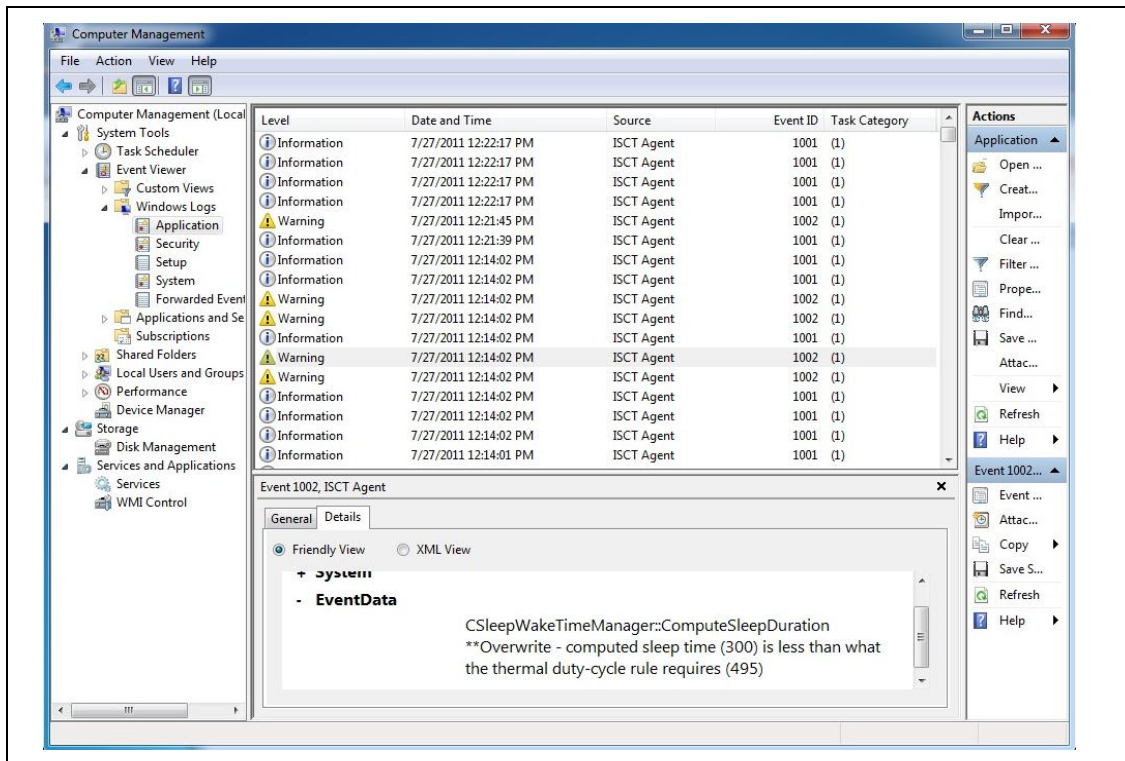 Computer Management
File Action View Help
Computer Management (Local
System Tools
Task Scheduler
Event Viewer
Custom Views
Windows Logs
Application
Security
Setup
System
Forwarded Event
Applications and Se
Subscriptions
Shared Folders
Local Users and Groups
Performance
Device Manager
Storage
Disk Management
Services and Applications
Services
WMI Control
Level Date and Time Source Event ID Task Category
Information 7/27/2011 12:22:17 PM ISCT Agent 1001 (1)
Information 7/27/2011 12:22:17 PM ISCT Agent 1001 (1)
Information 7/27/2011 12:22:17 PM ISCT Agent 1001 (1)
Information 7/27/2011 12:22:17 PM ISCT Agent 1001 (1)
Warning 7/27/2011 12:21:45 PM ISCT Agent 1002 (1)
Information 7/27/2011 12:21:39 PM ISCT Agent 1001 (1)
Information 7/27/2011 12:14:02 PM ISCT Agent 1001 (1)
Information 7/27/2011 12:14:02 PM ISCT Agent 1001 (1)
Warning 7/27/2011 12:14:02 PM ISCT Agent 1002 (1)
Warning 7/27/2011 12:14:02 PM ISCT Agent 1002 (1)
Information 7/27/2011 12:14:02 PM ISCT Agent 1001 (1)
Warning 7/27/2011 12:14:02 PM ISCT Agent 1002 (1)
Warning 7/27/2011 12:14:02 PM ISCT Agent 1002 (1)
Information 7/27/2011 12:14:02 PM ISCT Agent 1001 (1)
Information 7/27/2011 12:14:02 PM ISCT Agent 1001 (1)
Information 7/27/2011 12:14:02 PM ISCT Agent 1001 (1)
Information 7/27/2011 12:14:01 PM ISCT Agent 1001 (1)
Event 1002, ISCT Agent
General Details
Friendly View XML View
+ System
- EventData
CSleepWakeTimeManager::ComputeSleepDuration
**Overwrite - computed sleep time (300) is less than what
the thermal duty-cycle rule requires (495)
Actions
Application
Open ...
Creat...
Impor...
Clear ...
Filter ...
Prope...
Find...
Save ...
Attac...
View
Refresh
Help
Event 1002...
Event ...
Attac...
Copy
Save S...
Refresh
Help